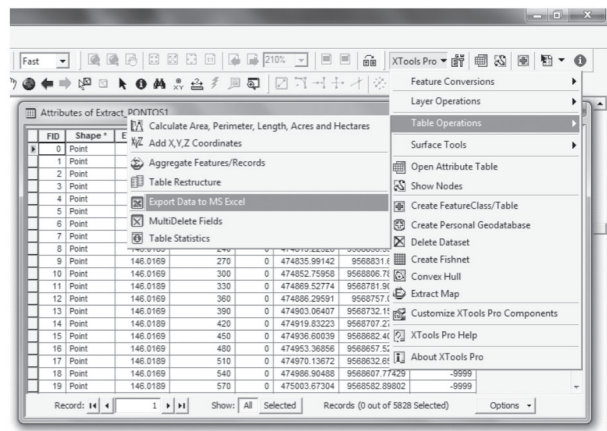 Fast
210%
XTools Pro
Feature Conversions
Layer Operations
Table Operations
Surface Tools
Open Attribute Table
Show Nodes
Create FeatureClass/Table
Create Personal Geodatabase
Delete Dataset
Create Fishnet
Convex Hull
Extract Map
Customize XTools Pro Components
XTools Pro Help
About XTools Pro
Attributes of Extract_PONTOS1
Calculate Area, Perimeter, Length, Acres and Hectares
Add X,Y,Z Coordinates
Aggregate Features/Records
Table Restructure
Export Data to MS Excel
MultiDelete Fields
Table Statistics
FID Shape *
0 Point
1 Point
2 Point
3 Point
4 Point
5 Point
6 Point
7 Point
8 Point
9 Point 146.0169 270 0 474835.99142 9568831.6
10 Point 146.0169 300 0 474852.75958 9568806.78
11 Point 146.0189 330 0 474869.52774 9568781.90
12 Point 146.0169 360 0 474886.29591 9568757.0
13 Point 146.0169 390 0 474903.06407 9568732.15
14 Point 146.0189 420 0 474919.83223 9568707.27
15 Point 146.0169 450 0 474936.60039 9568682.40
16 Point 146.0169 480 0 474953.36856 9568657.52
17 Point 146.0189 510 0 474970.13672 9568632.65
18 Point 146.0169 540 0 474986.90488 9568607.77429 -9999
19 Point 146.0189 570 0 475003.67304 9568582.89802 -9999
Record: 1 Show: All Selected Records (0 out of 5828 Selected) Options